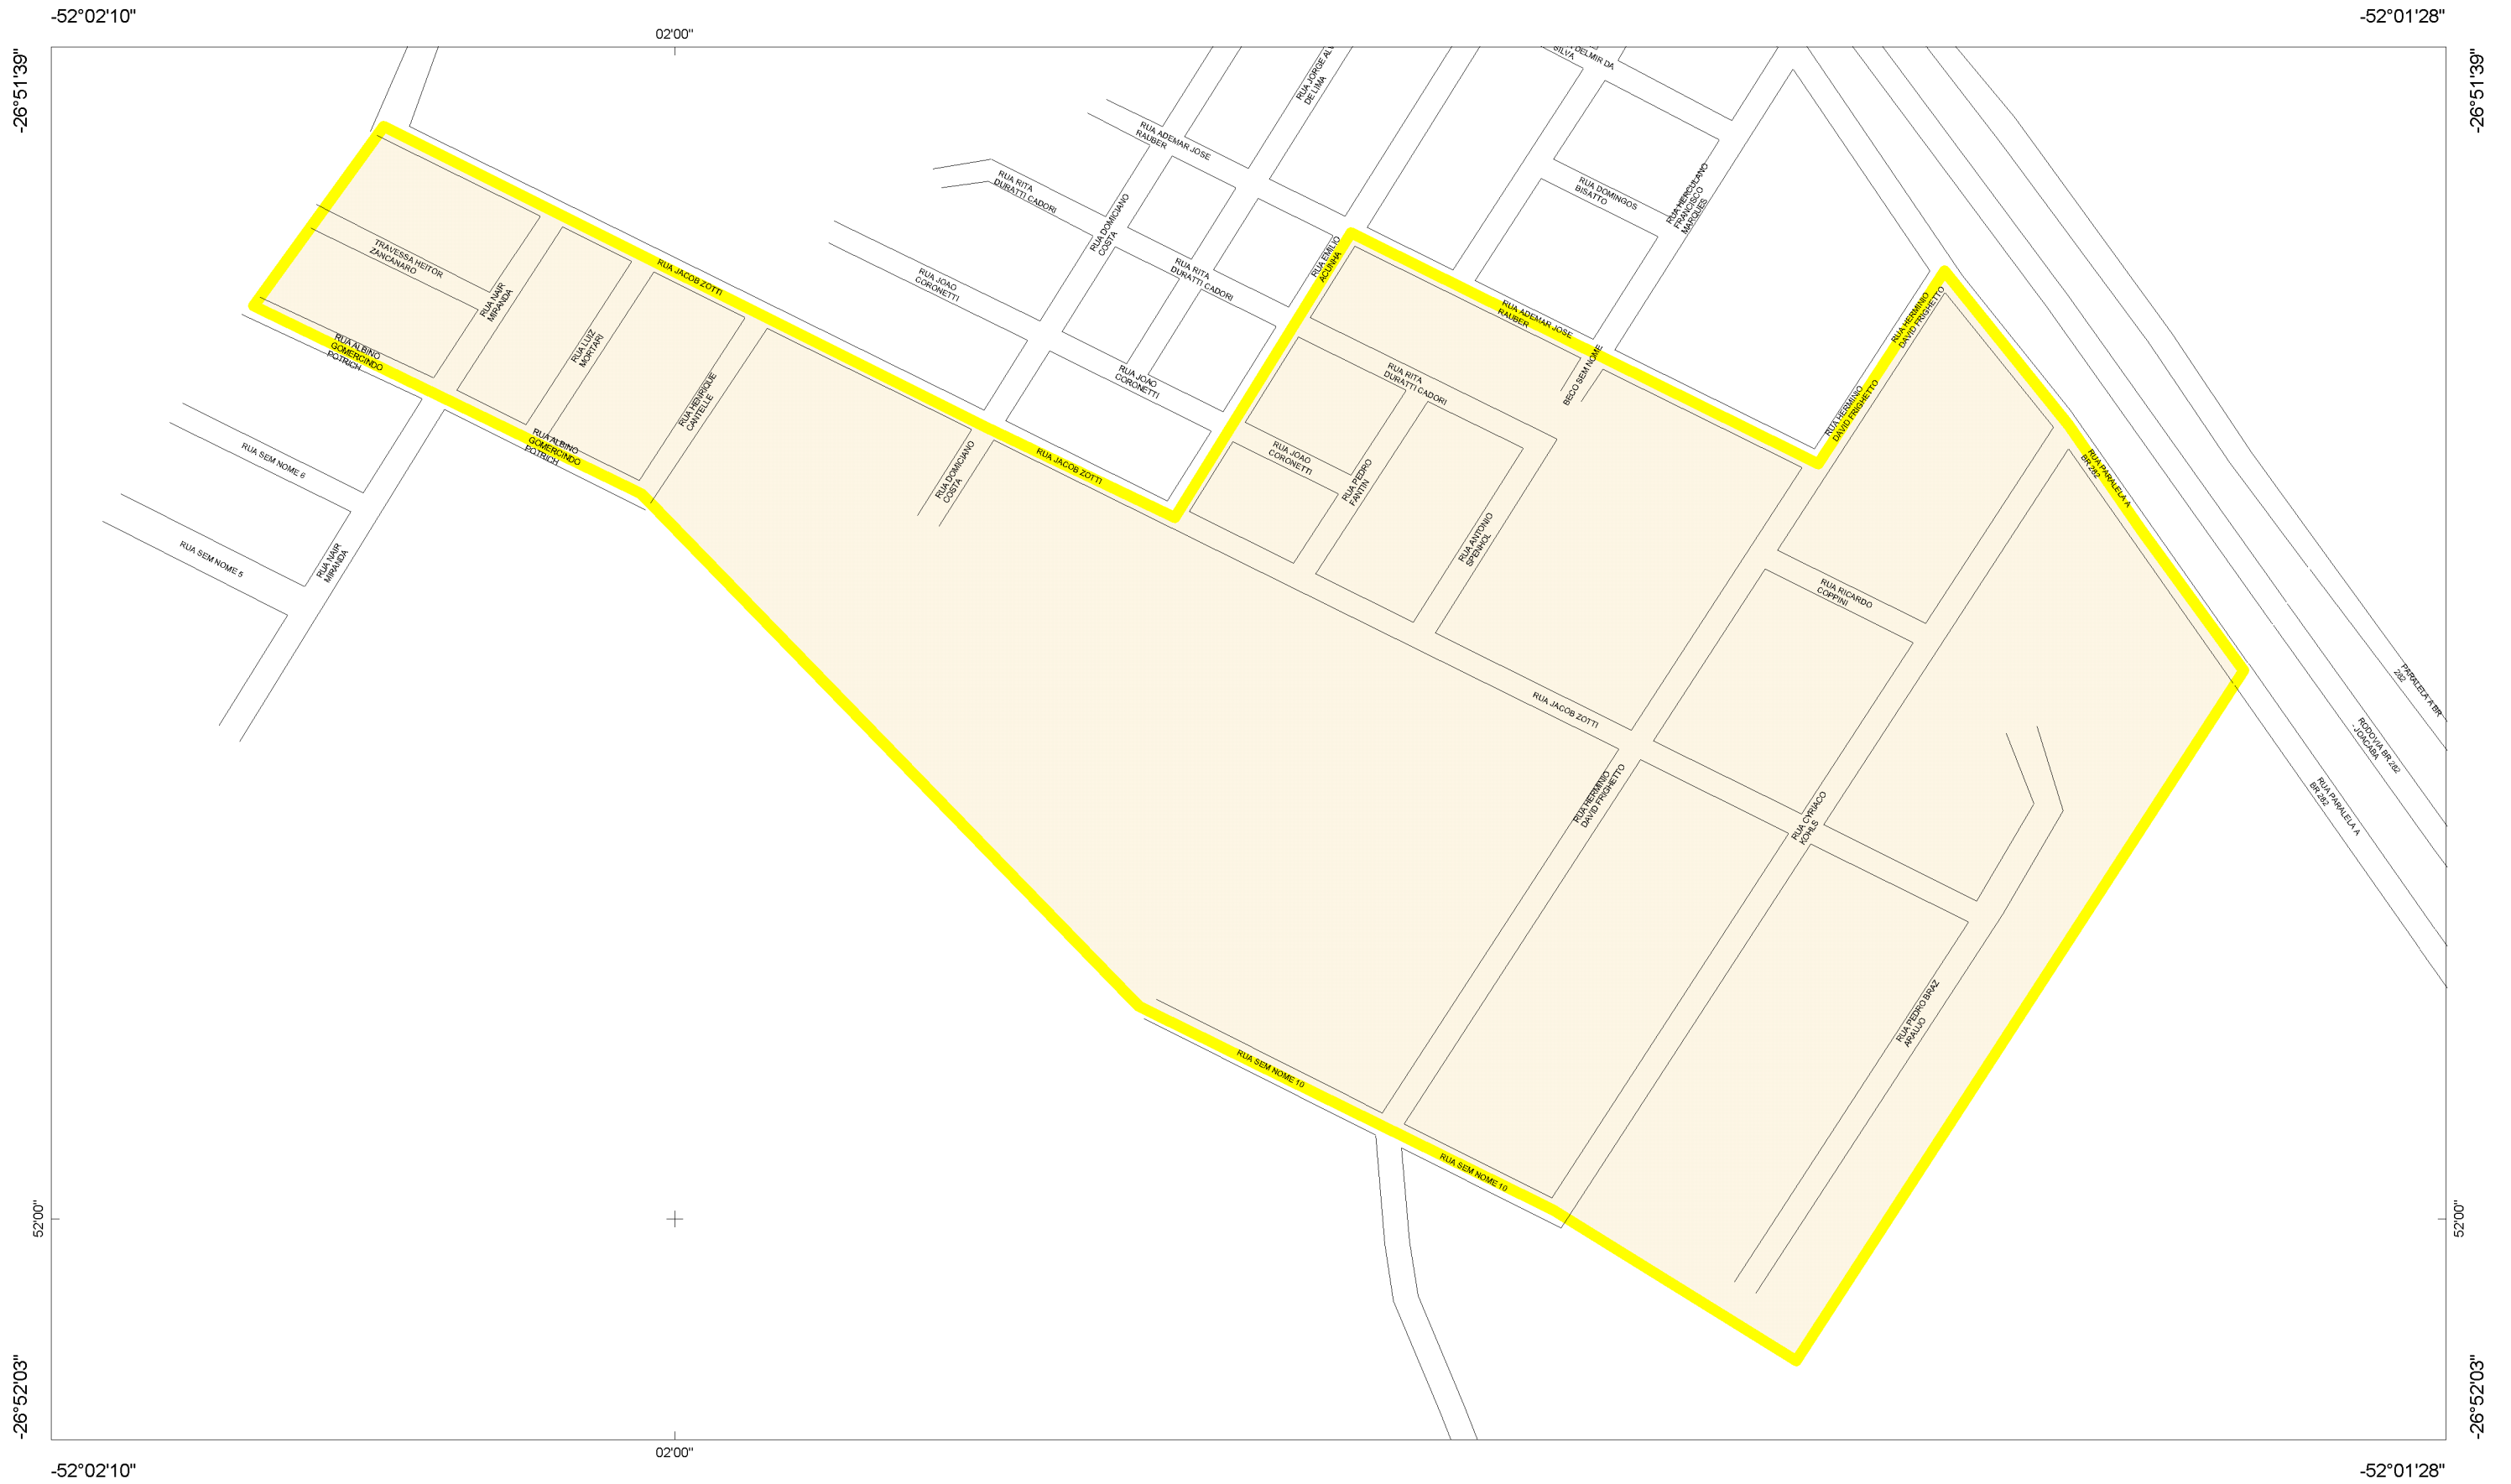 -52°02'10"
-52°01'28"
02'00"
-26°51'39"
-26°51'39"
DELMIR DA
SILVA
RUA JORGE
DE LIMA
RUA ADEMAR JOSE
RAUBER
RUA RITA
DURATTI CADORI
RUA DOMICIANO
COSTA
RUA DOMINGOS
BISATTO
RUA HERCULANO
FRANCISCO
MARQUES
TRAVESSA HEITOR
ZANCANARO
RUA JACOB ZOTTI
RUA JOAO
CORONETTI
RUA RITA
DURATTI CADORI
RUA EMILIO
ACUNHA
RUA NAIR
MIRANDA
RUA ADEMAR JOSE
RAUBER
RUA HERMINIO
DAVID FRIGHETTO
RUA ALBINO
GOMERCINDO
POTRICH
RUA LUIZ
MORTARI
RUA HENRIQUE
CANTELLE
RUA JOAO
CORONETTI
RUA RITA
DURATTI CADORI
BECO SEM NOME
RUA HERMINIO
DAVID FRIGHETTO
RUA SEM NOME 6
RUA ALBINO
GOMERCINDO
POTRICH
RUA DOMICIANO
COSTA
RUA JACOB ZOTTI
RUA JOAO
CORONETTI
RUA PEDRO
FANTIN
RUA PARALELA A
BR 282
RUA SEM NOME 5
RUA NAIR
MIRANDA
RUA ANTONIO
SPENHOL
RUA RICARDO
COPPINI
RUA JACOB ZOTTI
PARALELA A BR
282
RODOVIA BR 282
- JOACABA
RUA HERMINIO
DAVID FRIGHETTO
RUA CYRIACO
KOHLS
RUA PARALELA A
BR 282
RUA PEDRO BRAZ
ARAUJO
RUA SEM NOME 10
RUA SEM NOME 10
52'00"
52'00"
-26°52'03"
-26°52'03"
02'00"
-52°02'10"
-52°01'28"